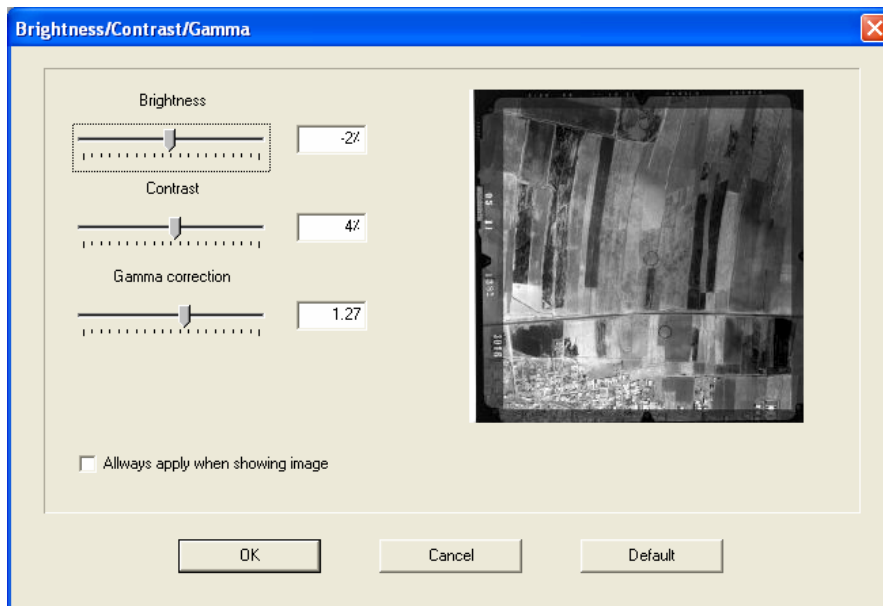 Brightness/Contrast/Gamma
Brightness
-2%
Contrast
4%
Gamma correction
1.27
Allways apply when showing image
OK
Cancel
Default